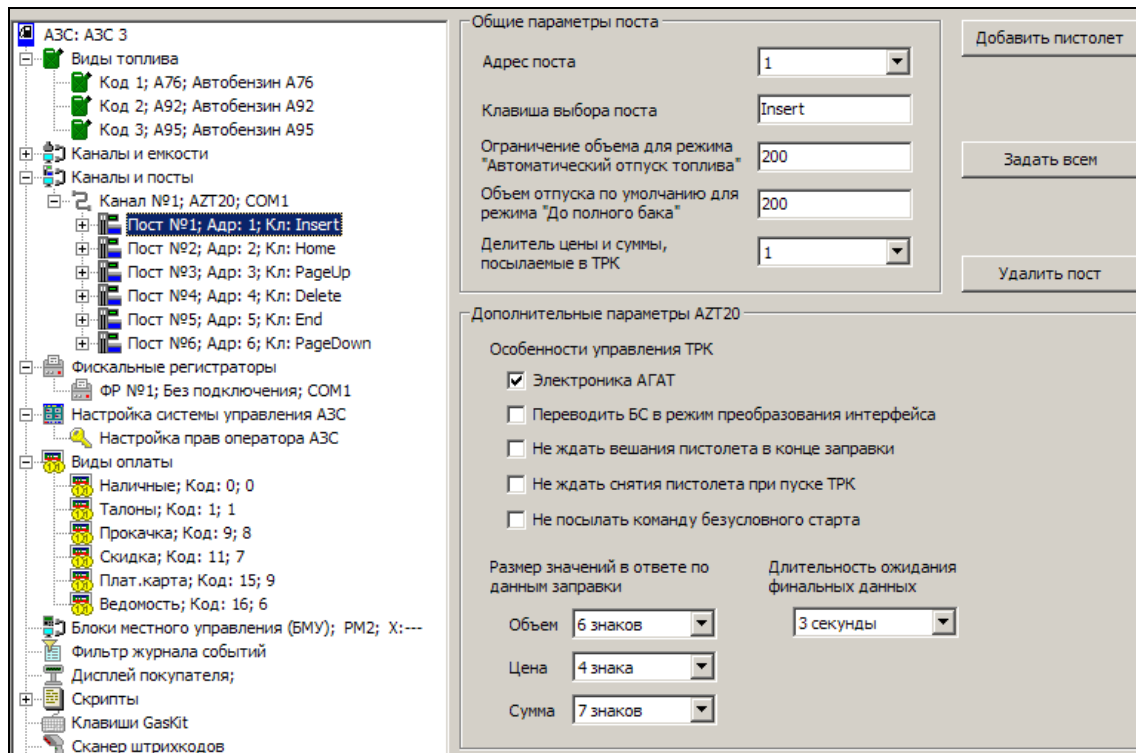 АЗС: АЗС 3
Виды топлива
Код 1; А76; Автобензин А76
Код 2; А92; Автобензин А92
Код 3; А95; Автобензин А95
Каналы и емкости
Каналы и посты
Канал №1; AZT20; COM1
Пост №1; Адр: 1; Кл: Insert
Пост №2; Адр: 2; Кл: Home
Пост №3; Адр: 3; Кл: PageUp
Пост №4; Адр: 4; Кл: Delete
Пост №5; Адр: 5; Кл: End
Пост №6; Адр: 6; Кл: PageDown
Фискальные регистраторы
ФР №1; Без подключения; COM1
Настройка системы управления АЗС
Настройка прав оператора АЗС
Виды оплаты
Наличные; Код: 0; 0
Талоны; Код: 1; 1
Прокачка; Код: 9; 8
Скидка; Код: 11; 7
Плат.карта; Код: 15; 9
Ведомость; Код: 16; 6
Блоки местного управления (БМУ); РМ2; X:---
Фильтр журнала событий
Дисплей покупателя;
Скрипты
Клавиши GasKit
Сканер штрихкодов
Общие параметры поста
Адрес поста
1
Клавиша выбора поста
Insert
Ограничение объема для режима
"Автоматический отпуск топлива"
200
Объем отпуска по умолчанию для
режима "До полного бака"
200
Делитель цены и суммы,
посылаемые в ТРК
1
Добавить пистолет
Задать всем
Удалить пост
Дополнительные параметры AZT20
Особенности управления ТРК
Электроника АГАТ
Переводить БС в режим преобразования интерфейса
Не ждать вешания пистолета в конце заправки
Не ждать снятия пистолета при пуске ТРК
Не посылать команду безусловного старта
Размер значений в ответе по
данным заправки
Объем
6 знаков
Цена
4 знака
Сумма
7 знаков
Длительность ожидания
финальных данных
3 секунды